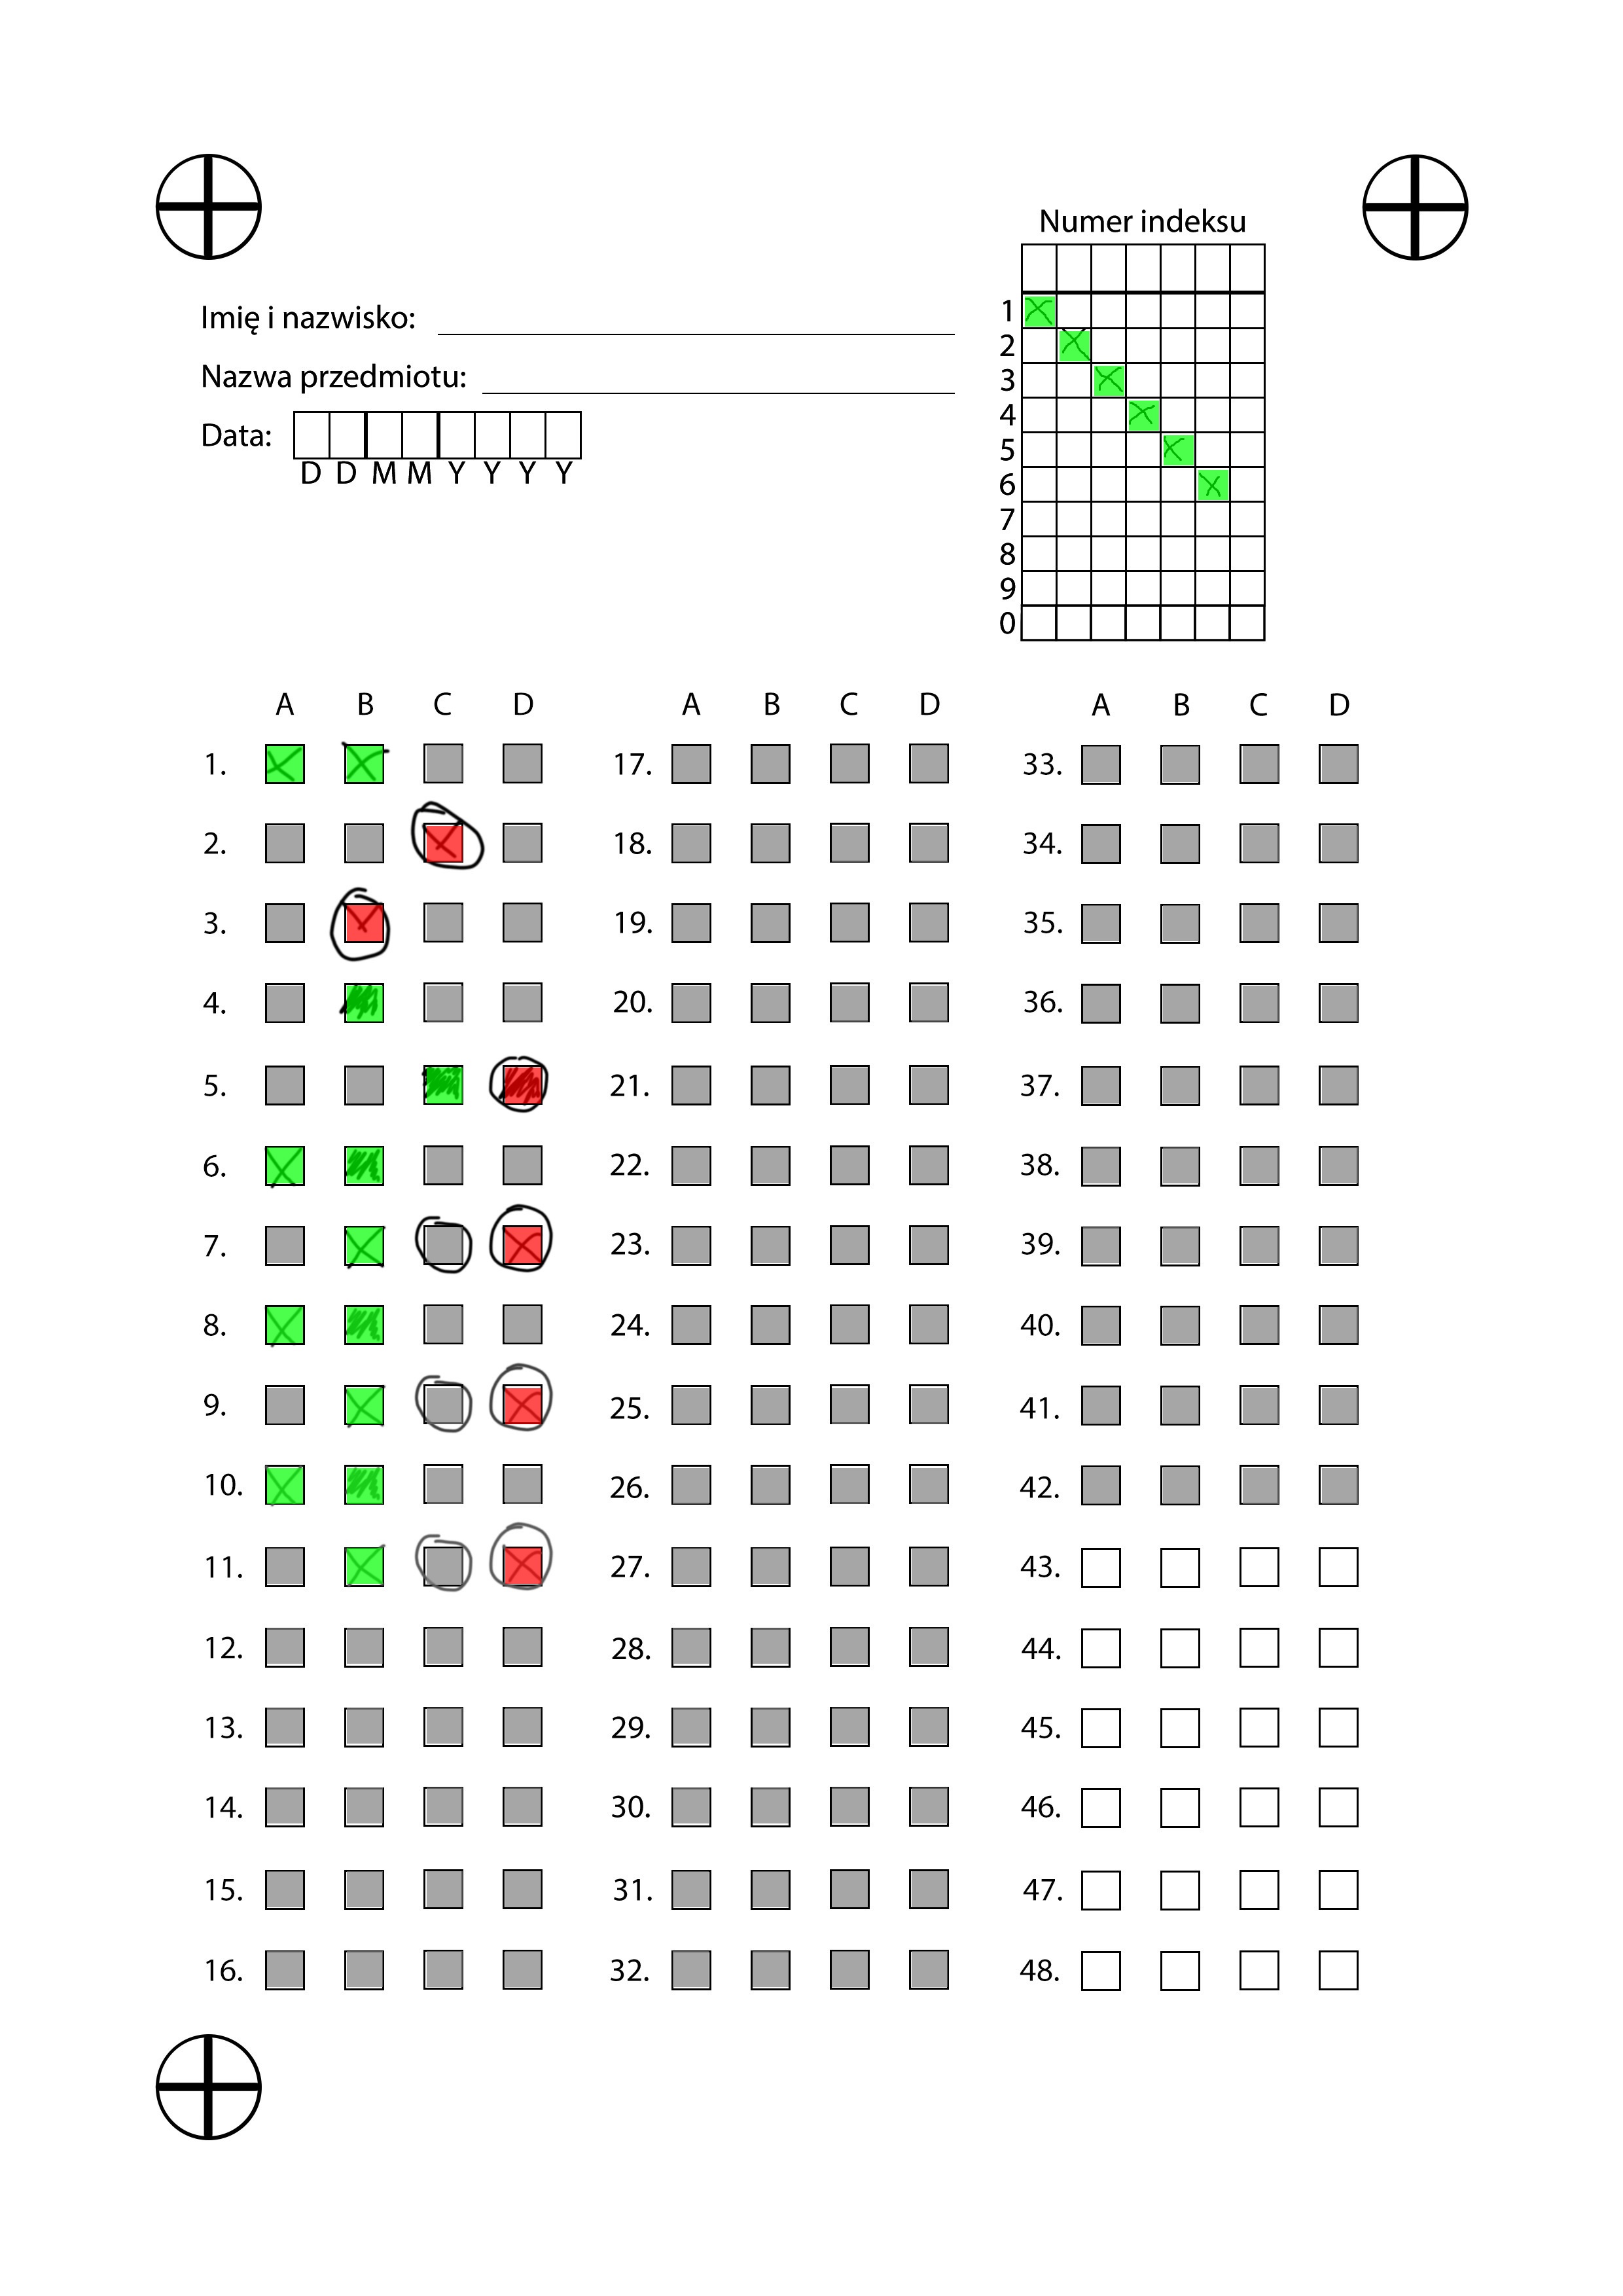 Numer indeksu
1
Imię i nazwisko:
2
Nazwa przedmiotu:
3
4
Data:
5
D D M M Y Y Y Y
6
7
8
9
0
A B C D A B C D A B C D
1. 17. 33.
2. 18. 34.
3. 19. 35.
4. 20. 36.
5. 21. 37.
6. 22. 38.
7. 23. 39.
8. 24. 40.
9. 25. 41.
10. 26. 42.
11. 27. 43.
12. 28. 44.
13. 29. 45.
14. 30. 46.
15. 31. 47.
16. 32. 48.